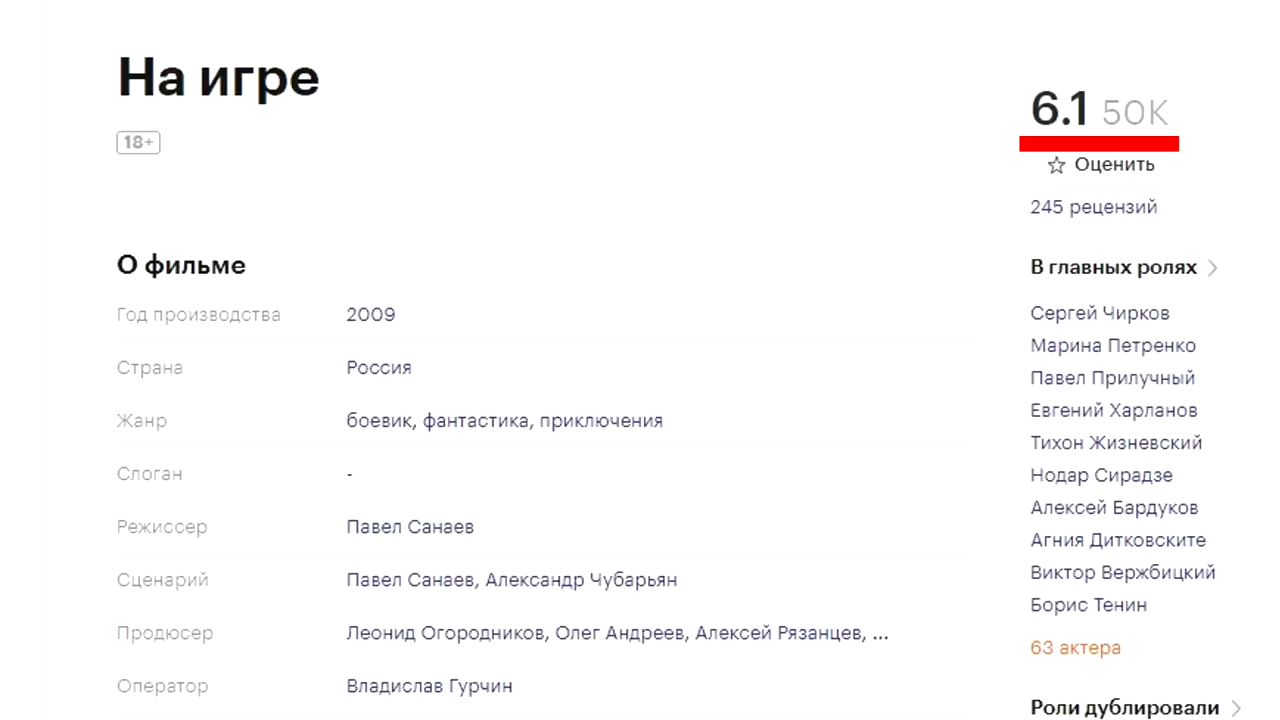 На игре
18+
О фильме
Год производства 2009
Страна Россия
Жанр боевик, фантастика, приключения
Слоган -
Режиссер Павел Санаев
Сценарий Павел Санаев, Александр Чубарьян
Продюсер Леонид Огородников, Олег Андреев, Алексей Рязанцев, ...
Оператор Владислав Гурчин
6.1 50K
Оценить
245 рецензий
В главных ролях
Сергей Чирков
Марина Петренко
Павел Прилучный
Евгений Харланов
Тихон Жизневский
Нодар Сирадзе
Алексей Бардуков
Агния Дитковските
Виктор Вержбицкий
Борис Тенин
63 актера
Роли дублировали